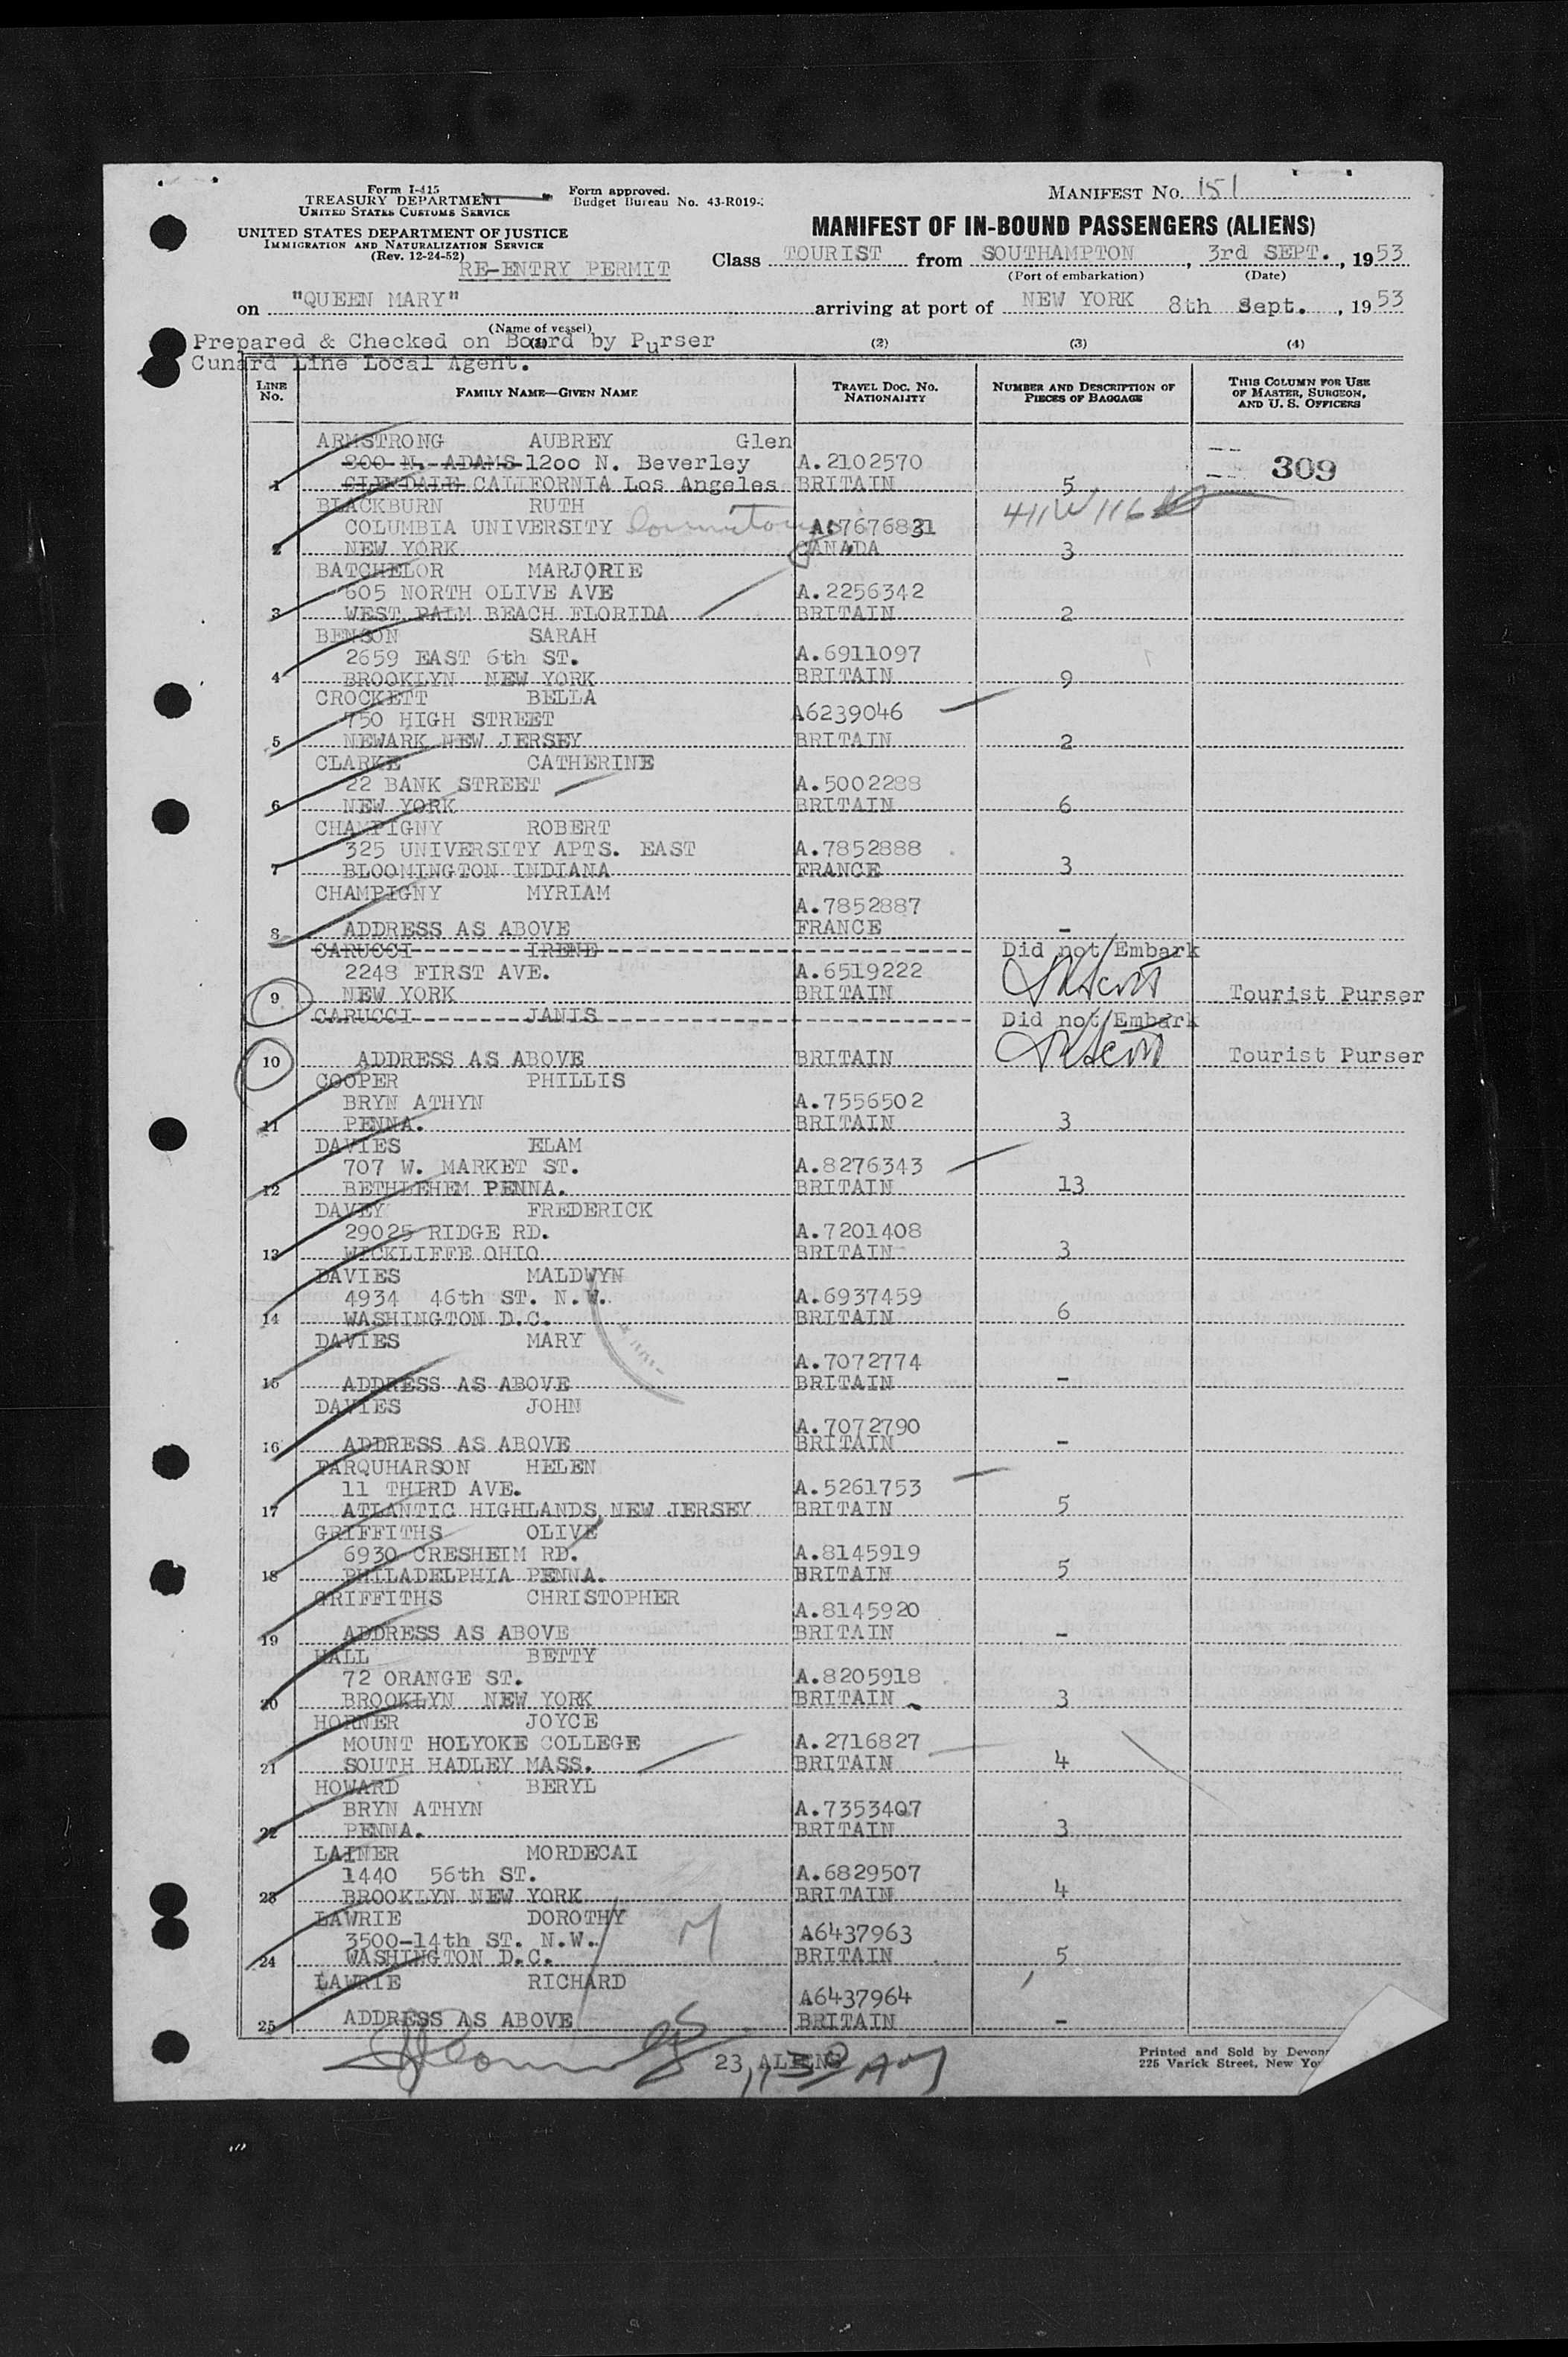 Form I-415
TREASURY DEPARTMENT
UNITED STATES CUSTOMS SERVICE
UNITED STATES DEPARTMENT OF JUSTICE
IMMIGRATION AND NATURALIZATION SERVICE
(Rev. 12-24-52)
RE-ENTRY PERMIT
Form approved.
Budget Bureau No. 43-R019-
MANIFEST NO. 151
MANIFEST OF IN-BOUND PASSENGERS (ALIENS)
Class TOURIST from SOUTHAMPTON, 3rd SEPT., 1953
(Port of embarkation) (Date)
on "QUEEN MARY" arriving at port of NEW YORK 8th Sept., 1953
(Name of vessel)
Prepared & Checked on Board by Purser
Cunard Line Local Agent.
(1) (2) (3) (4)
LINE NO. FAMILY NAME—GIVEN NAME TRAVEL DOC. NO. NATIONALITY NUMBER AND DESCRIPTION OF PIECES OF BAGGAGE THIS COLUMN FOR USE OF MASTER, SURGEON, AND U. S. OFFICERS
ARMSTRONG AUBREY Glen
800 N. ADAMS 1200 N. Beverley A.2102570 309
1 GLENDALE CALIFORNIA Los Angeles BRITAIN 5
BLACKBURN RUTH
COLUMBIA UNIVERSITY A7676831
2 NEW YORK CANADA 3
BATCHELOR MARJORIE
605 NORTH OLIVE AVE A.2256342
3 WEST PALM BEACH FLORIDA BRITAIN 2
BENSON SARAH
2659 EAST 6th ST. A.6911097
4 BROOKLYN NEW YORK BRITAIN 9
CROCKETT BELLA
750 HIGH STREET A6239046
5 NEWARK NEW JERSEY BRITAIN 2
CLARKE CATHERINE
22 BANK STREET A.5002288
6 NEW YORK BRITAIN 6
CHAMPIGNY ROBERT
325 UNIVERSITY APTS. EAST A.7852888
7 BLOOMINGTON INDIANA FRANCE 3
CHAMPIGNY MYRIAM
A.7852887
8 ADDRESS AS ABOVE FRANCE -
CARUCCI IRENE Did not Embark
2248 FIRST AVE. A.6519222
9 NEW YORK BRITAIN Tourist Purser
CARUCCI JANIS Did not Embark
10 ADDRESS AS ABOVE BRITAIN Tourist Purser
COOPER PHILLIS
BRYN ATHYN A.7556502
11 PENNA. BRITAIN 3
DAVIES ELAM
707 W. MARKET ST. A.8276343
12 BETHLEHEM PENNA. BRITAIN 13
DAVEY FREDERICK
29025 RIDGE RD. A.7201408
13 WICKLIFFE OHIO BRITAIN 3
DAVIES MALDWYN
4934 46th ST. N.W. A.6937459
14 WASHINGTON D.C. BRITAIN 6
DAVIES MARY
A.7072774
15 ADDRESS AS ABOVE BRITAIN -
DAVIES JOHN
A.7072790
16 ADDRESS AS ABOVE BRITAIN -
FARQUHARSON HELEN
11 THIRD AVE. A.5261753
17 ATLANTIC HIGHLANDS, NEW JERSEY BRITAIN 5
GRIFFITHS OLIVE
6930 CRESHEIM RD. A.8145919
18 PHILADELPHIA PENNA. BRITAIN 5
GRIFFITHS CHRISTOPHER
A.8145920
19 ADDRESS AS ABOVE BRITAIN -
HALL BETTY
72 ORANGE ST. A.8205918
20 BROOKLYN NEW YORK BRITAIN 3
HORNER JOYCE
MOUNT HOLYOKE COLLEGE A.2716827
21 SOUTH HADLEY MASS. BRITAIN 4
HOWARD BERYL
BRYN ATHYN A.7353407
22 PENNA. BRITAIN 3
LAINER MORDECAI
1440 56th ST. A.6829507
23 BROOKLYN NEW YORK BRITAIN 4
LAWRIE DOROTHY
3500-14th ST. N.W. A6437963
24 WASHINGTON D.C. BRITAIN 5
LAWRIE RICHARD
A6437964
25 ADDRESS AS ABOVE BRITAIN -
23 ALIENS
Printed and Sold by
225 Varick Street, New